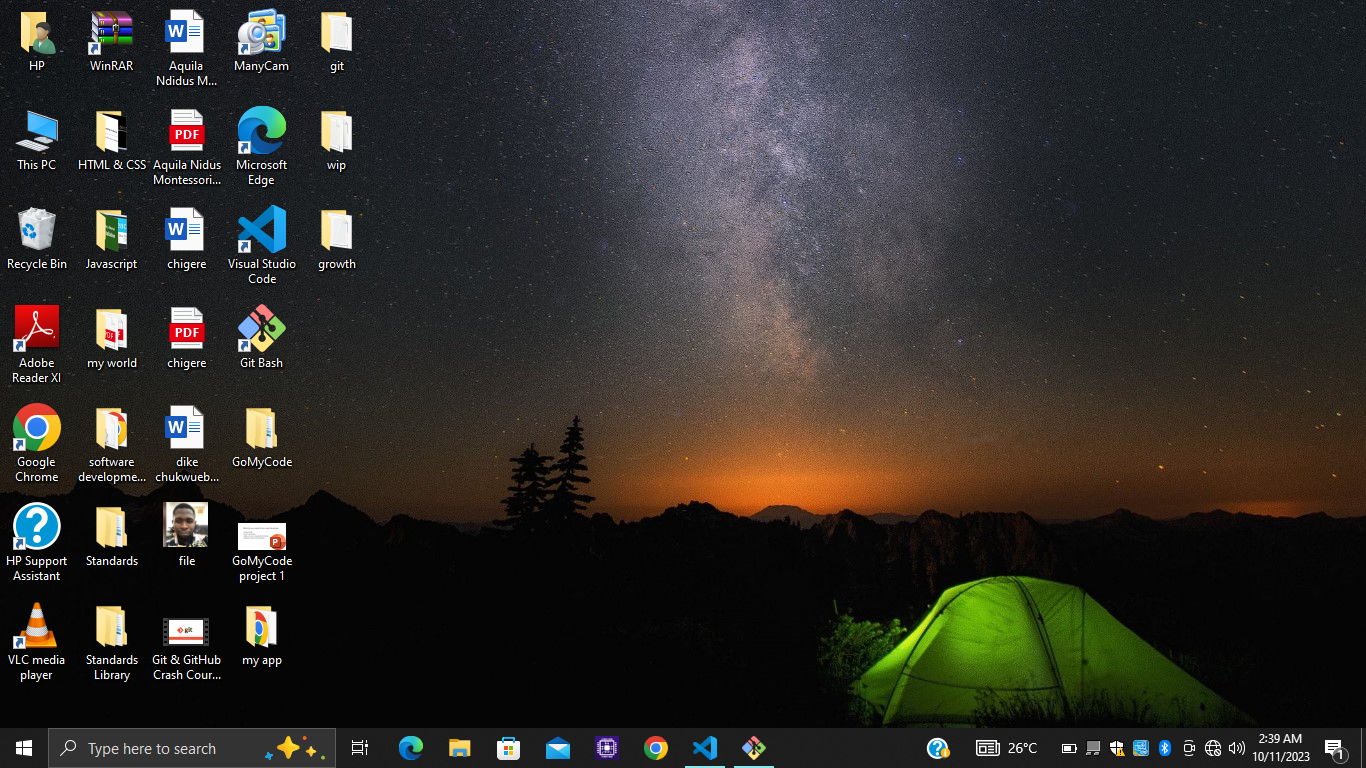 HP
WinRAR
Aquila
Ndidus M...
ManyCam
git
This PC
HTML & CSS
PDF
Aquila Nidus
Montessori...
Microsoft
Edge
wip
Recycle Bin
Javascript
chigere
Visual Studio
Code
growth
Adobe
Reader XI
my world
PDF
chigere
Git Bash
Google
Chrome
software
developme...
dike
chukwueb...
GoMyCode
HP Support
Assistant
Standards
file
GoMyCode
project 1
VLC media
player
Standards
Library
git
Git & GitHub
Crash Cour...
my app
Type here to search
26°C
2:39 AM
10/11/2023
1